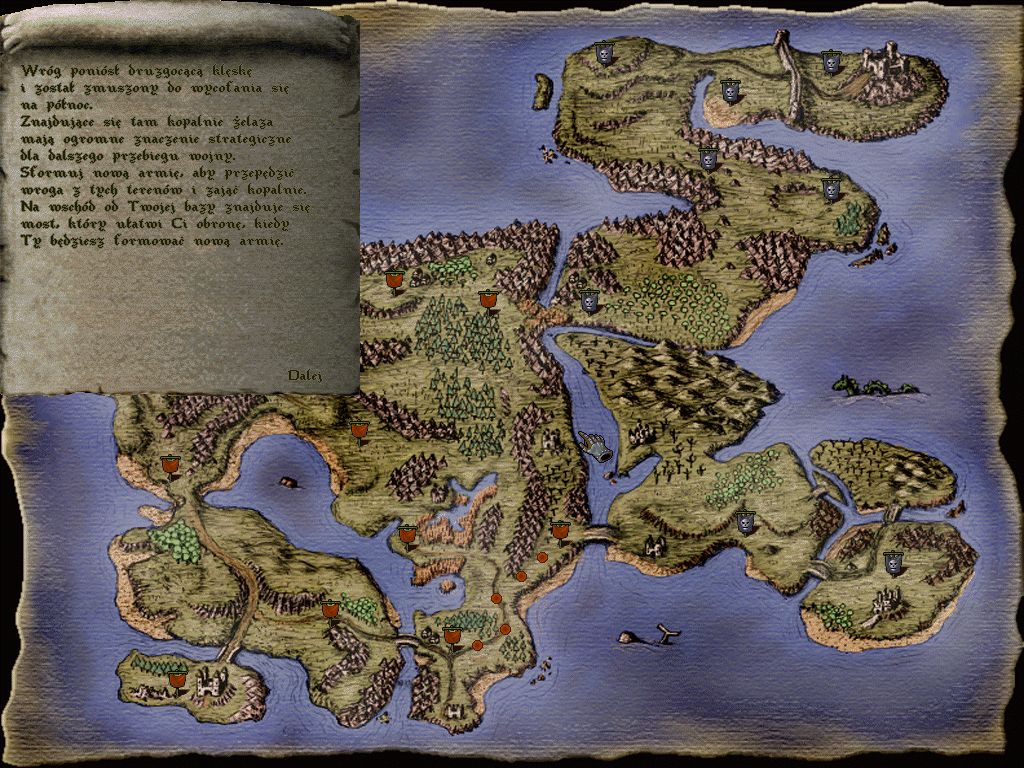 Wróg poniósł druzgocącą klęskę
i został zmuszony do wycofania się
na północ.
Znajdujące się tam kopalnie żelaza
mają ogromne znaczenie strategiczne
dla dalszego przebiegu wojny.
Sformuj nową armię, aby przepędzić
wroga z tych terenów i zająć kopalnie.
Na wschód od Twojej bazy znajduje się
most, który ułatwi Ci obronę, kiedy
Ty będziesz formować nową armię.
Dalej